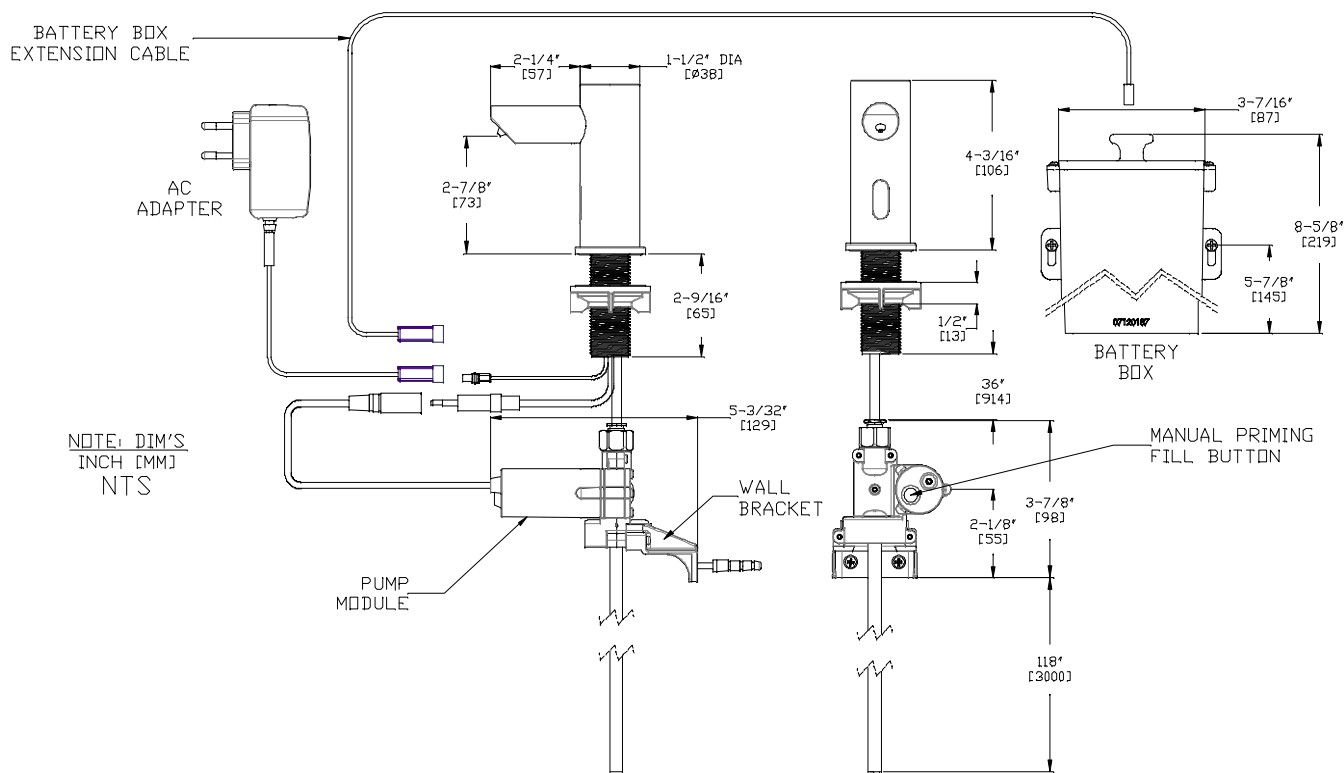 BATTERY BOX
EXTENSION CABLE
2-1/4"
[57]
1-1/2" DIA
[Ø38]
3-7/16"
[87]
AC
ADAPTER
2-7/8"
[73]
4-3/16"
[106]
8-5/8"
[219]
5-7/8"
[145]
2-9/16"
[65]
1/2"
[13]
07120187
BATTERY
BOX
36"
[914]
5-3/32"
[129]
NOTE: DIM'S
INCH [MM]
NTS
MANUAL PRIMING
FILL BUTTON
WALL
BRACKET
3-7/8"
[98]
2-1/8"
[55]
PUMP
MODULE
118"
[3000]